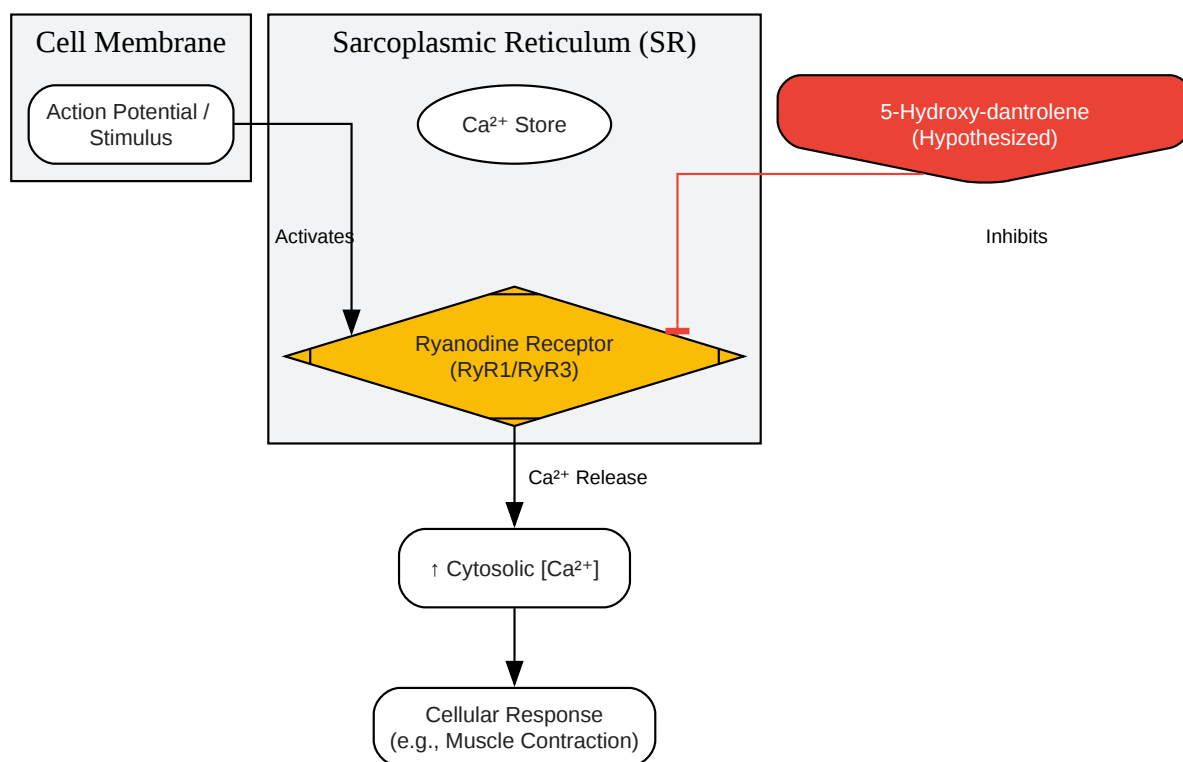 Cell Membrane
Action Potential /
Stimulus
Sarcoplasmic Reticulum (SR)
Ca²⁺ Store
5-Hydroxy-dantrolene
(Hypothesized)
Activates
Inhibits
Ryanodine Receptor
(RyR1/RyR3)
Ca²⁺ Release
↑ Cytosolic [Ca²⁺]
Cellular Response
(e.g., Muscle Contraction)